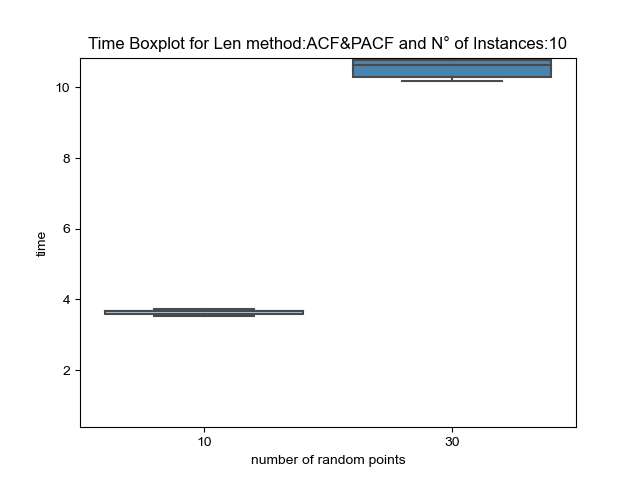 Time Boxplot for Len method:ACF&PACF and N° of Instances:10
10
8
6
4
2
time
10
30
number of random points